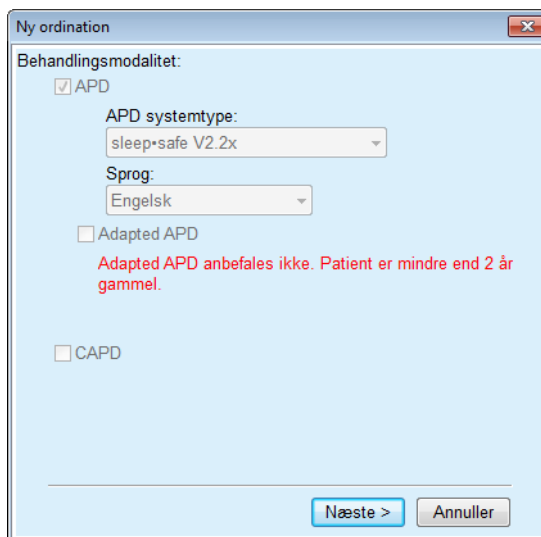 Ny ordination
Behandlingsmodalitet:
APD
APD systemtype:
sleep•safe V2.2x
Sprog:
Engelsk
Adapted APD
Adapted APD anbefales ikke. Patient er mindre end 2 år
gammel.
CAPD
Næste > Annuller